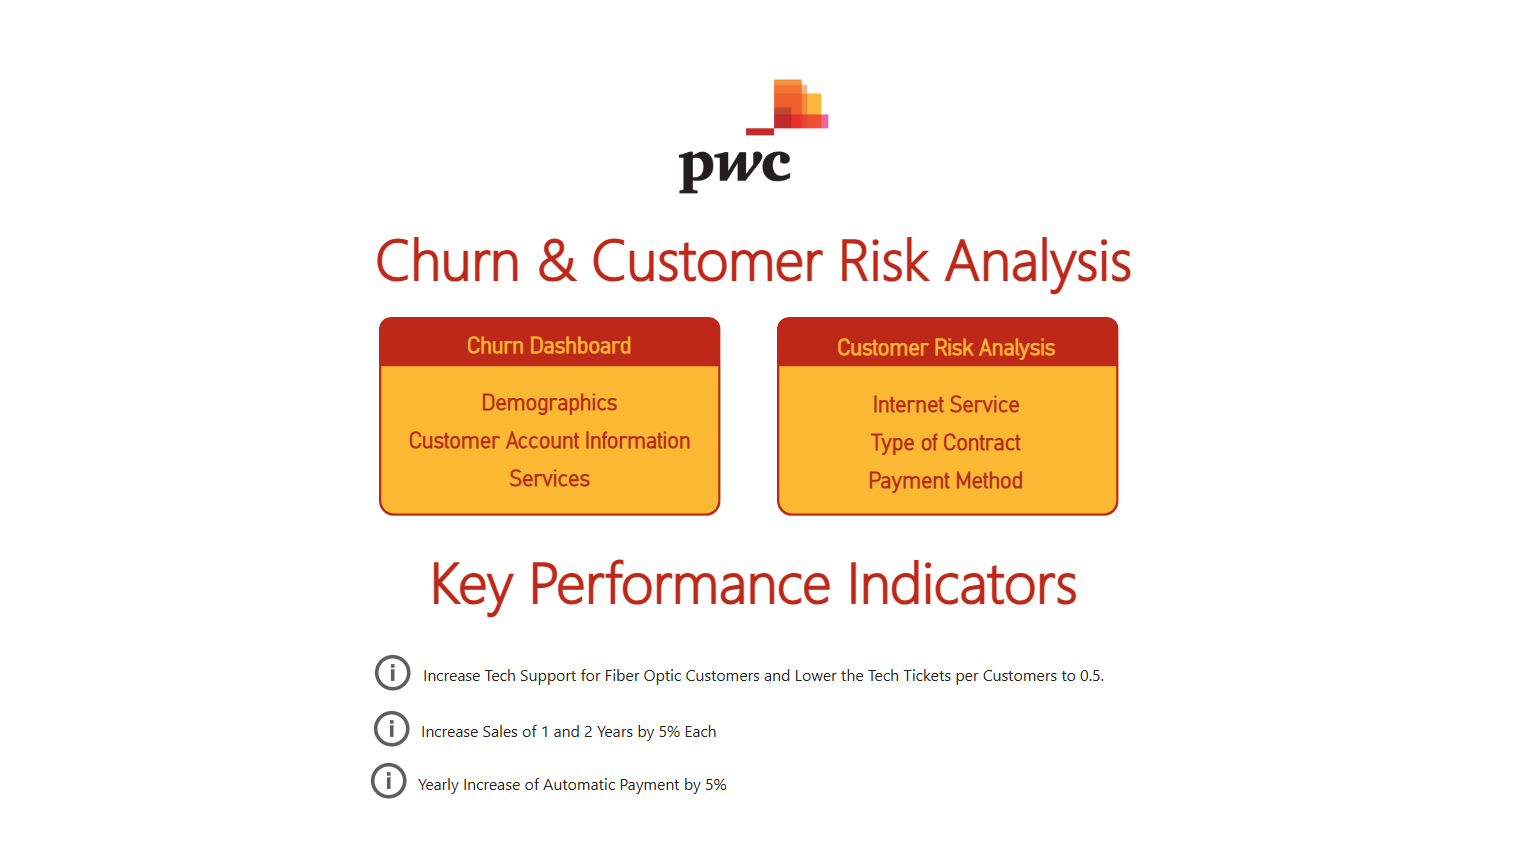 pwc
Churn & Customer Risk Analysis
Churn Dashboard
Demographics
Customer Account Information
Services
Customer Risk Analysis
Internet Service
Type of Contract
Payment Method
Key Performance Indicators
Increase Tech Support for Fiber Optic Customers and Lower the Tech Tickets per Customers to 0.5.
Increase Sales of 1 and 2 Years by 5% Each
Yearly Increase of Automatic Payment by 5%